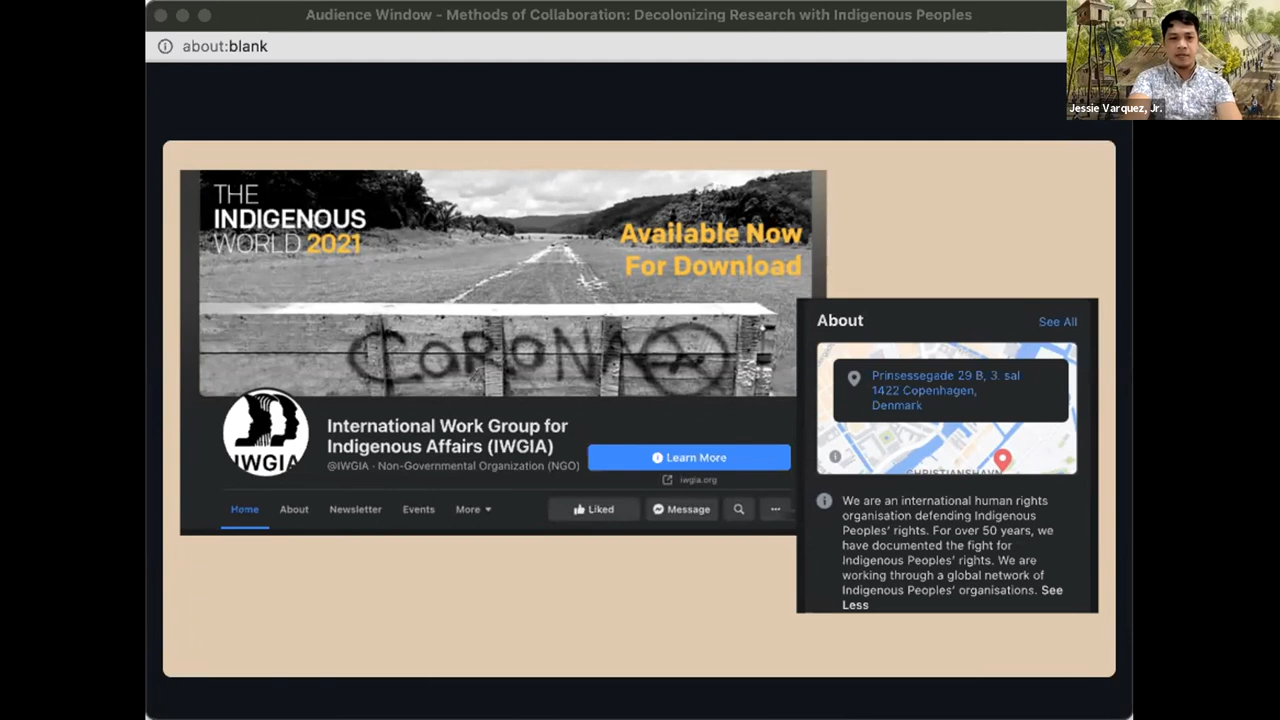 Audience Window - Methods of Collaboration: Decolonizing Research with Indigenous Peoples
about:blank
Jessie Varquez, Jr.
THE
INDIGENOUS
WORLD 2021
Available Now
For Download
CORONA
IWGIA
International Work Group for
Indigenous Affairs (IWGIA)
@IWGIA · Non-Governmental Organization (NGO)
Learn More
iwgia.org
Home About Newsletter Events More
Liked Message
About See All
Prinsessegade 29 B, 3. sal
1422 Copenhagen,
Denmark
CHRISTIANSHAVN
We are an international human rights
organisation defending Indigenous
Peoples' rights. For over 50 years, we
have documented the fight for
Indigenous Peoples' rights. We are
working through a global network of
Indigenous Peoples' organisations. See
Less